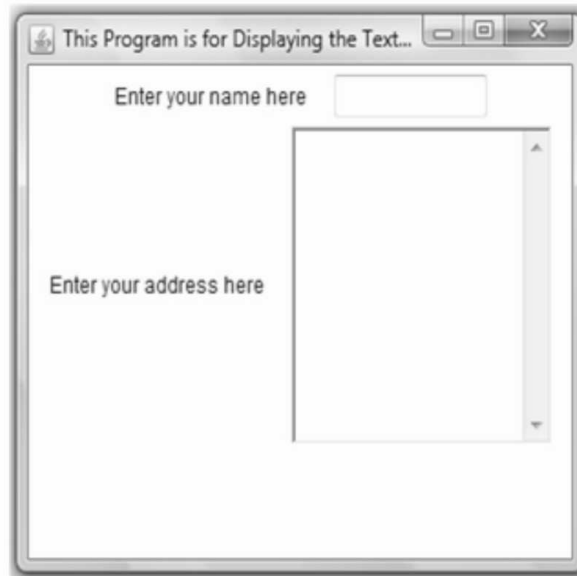 This Program is for Displaying the Text...
Enter your name here
Enter your address here